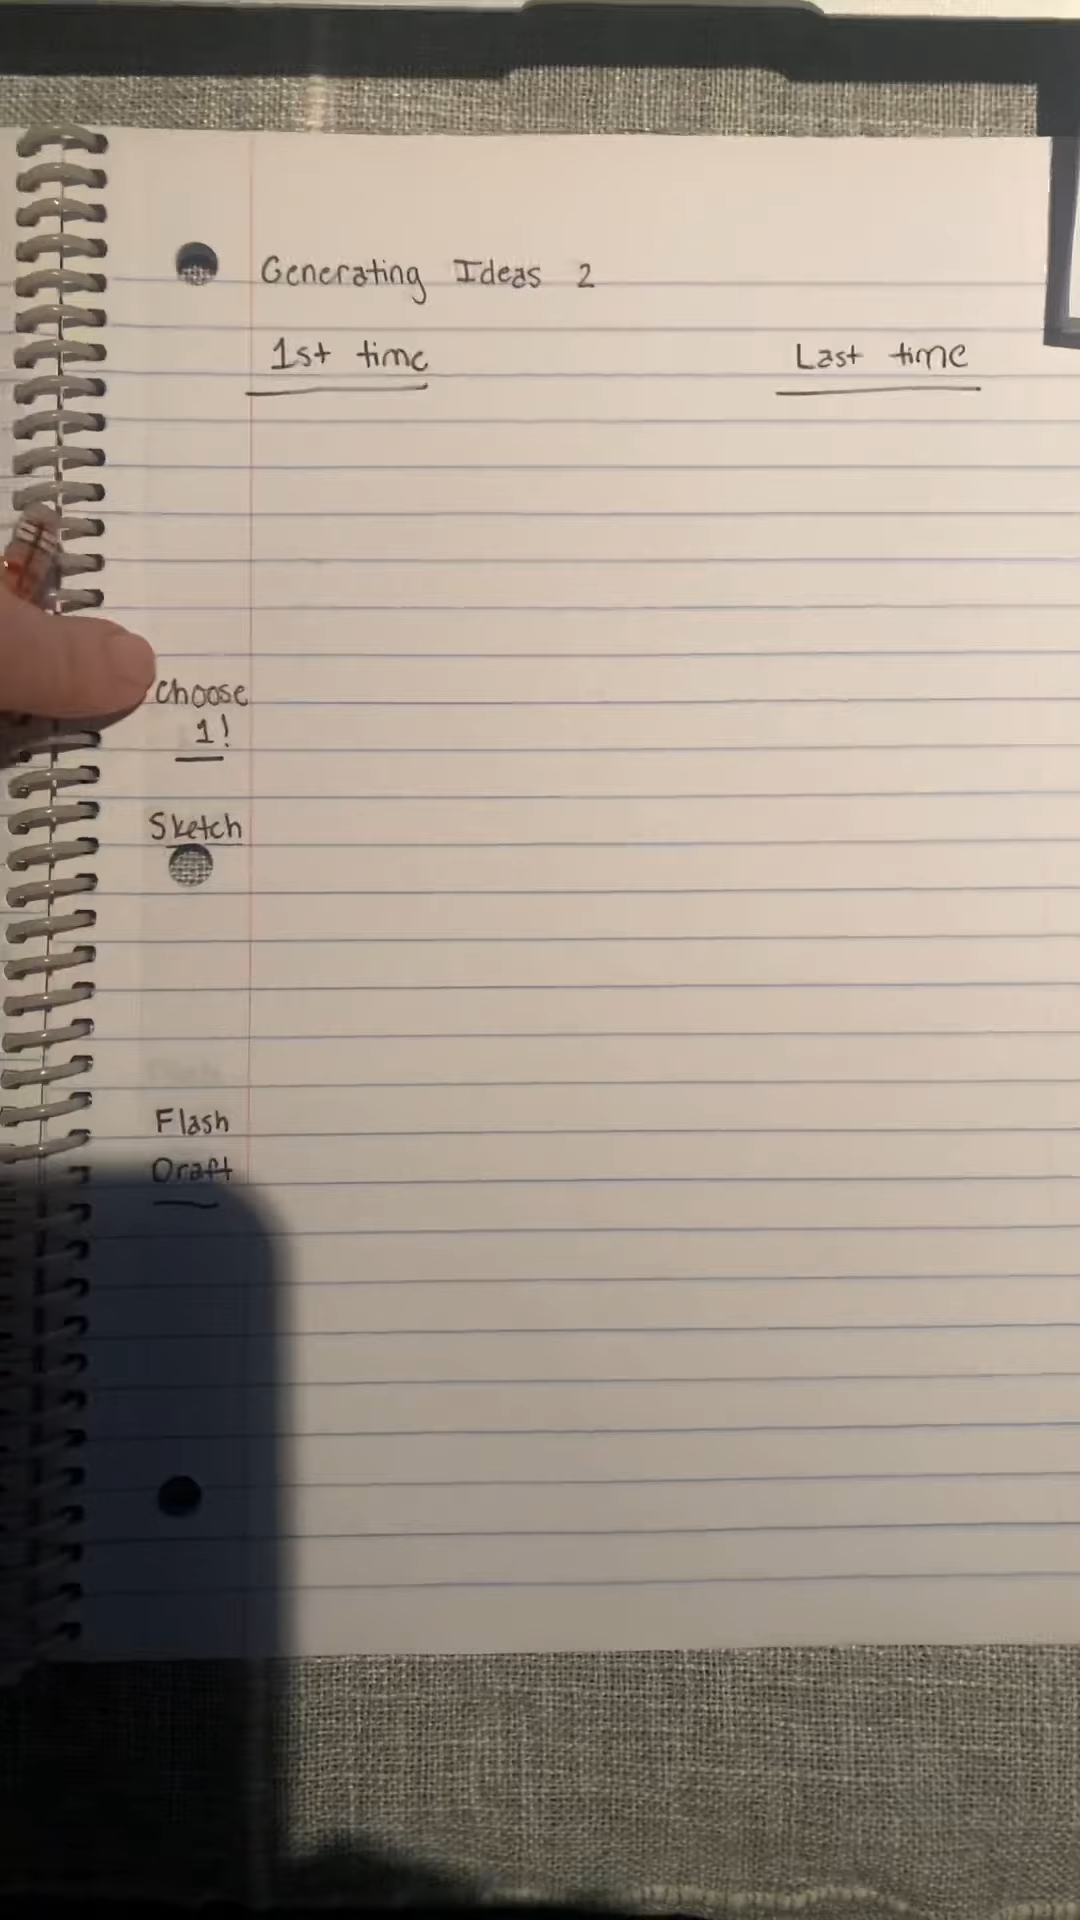 Generating Ideas 2
1st time Last time
Choose
1!
Sketch
Flash
Draft